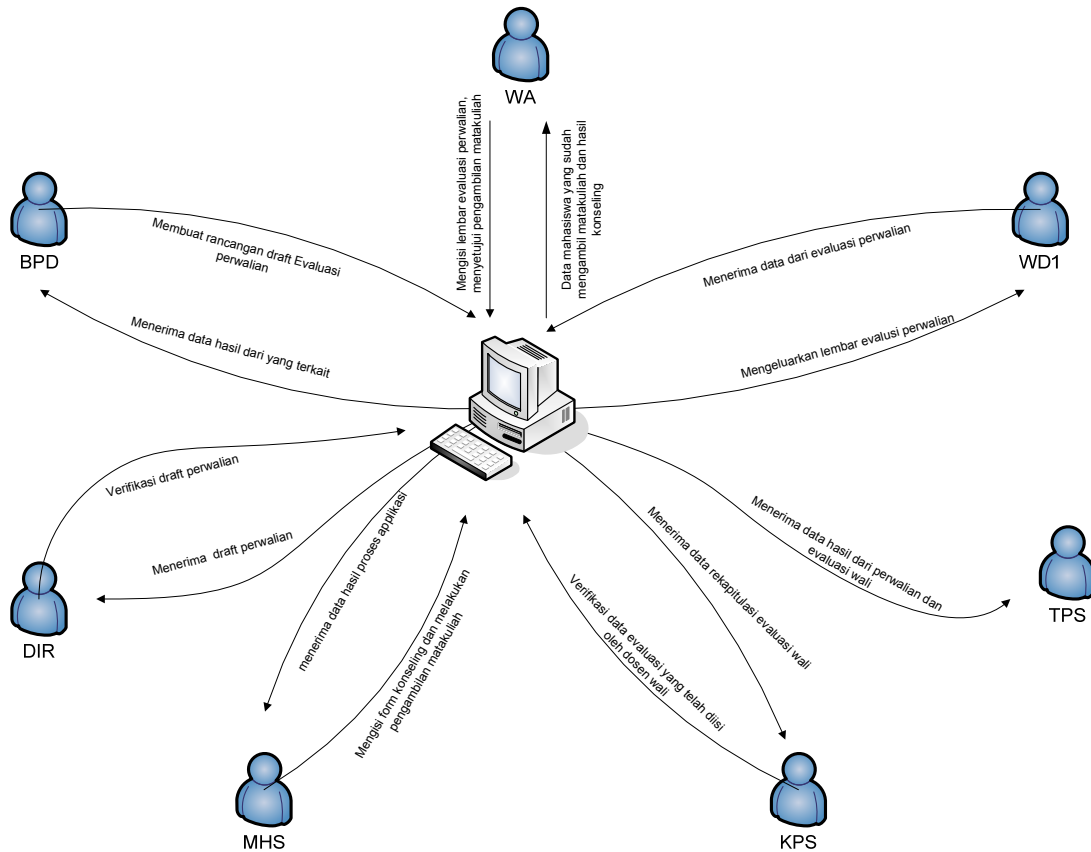 WA
Mengisi lembar evaluasi perwalian,
menyetujui pengambilan matakuliah
Data mahasiswa yang sudah
mengambil matakuliah dan hasil
konseling
BPD
Membuat rancangan draft Evaluasi
perwalian
WD1
Menerima data dari evaluasi perwalian
Menerima data hasil dari yang terkait
Mengeluarkan lembar evalusi perwalian
Verifikasi draft perwalian
Menerima draft perwalian
DIR
menerima data hasil proses applikasi
Mengisi form konseling dan melakukan
pengambilan matakuliah
MHS
Verifikasi data evaluasi yang telah diisi
oleh dosen wali
Menerima data rekapitulasi evaluasi wali
KPS
Menerima data hasil dari perwalian dan
evaluasi wali
TPS